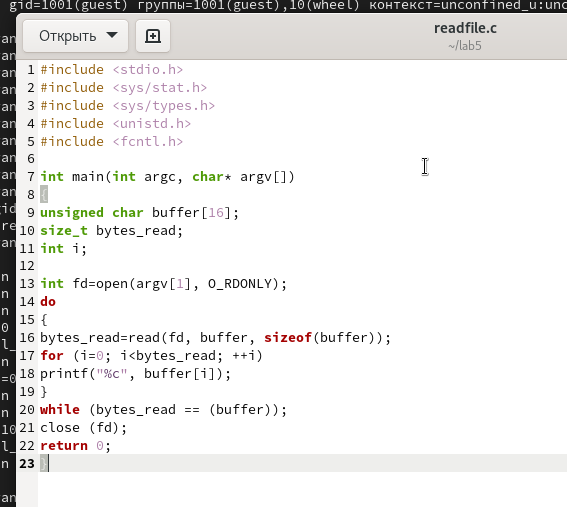 gid=1001(guest) группы=1001(guest),10(wheel) контекст=unconfined_u:unc
Открыть
readfile.c
~/lab5
1 #include <stdio.h>
2 #include <sys/stat.h>
3 #include <sys/types.h>
4 #include <unistd.h>
5 #include <fcntl.h>
6
7 int main(int argc, char* argv[])
8 {
9 unsigned char buffer[16];
10 size_t bytes_read;
11 int i;
12
13 int fd=open(argv[1], O_RDONLY);
14 do
15 {
16 bytes_read=read(fd, buffer, sizeof(buffer));
17 for (i=0; i<bytes_read; ++i)
18 printf("%c", buffer[i]);
19 }
20 while (bytes_read == (buffer));
21 close (fd);
22 return 0;
23 }